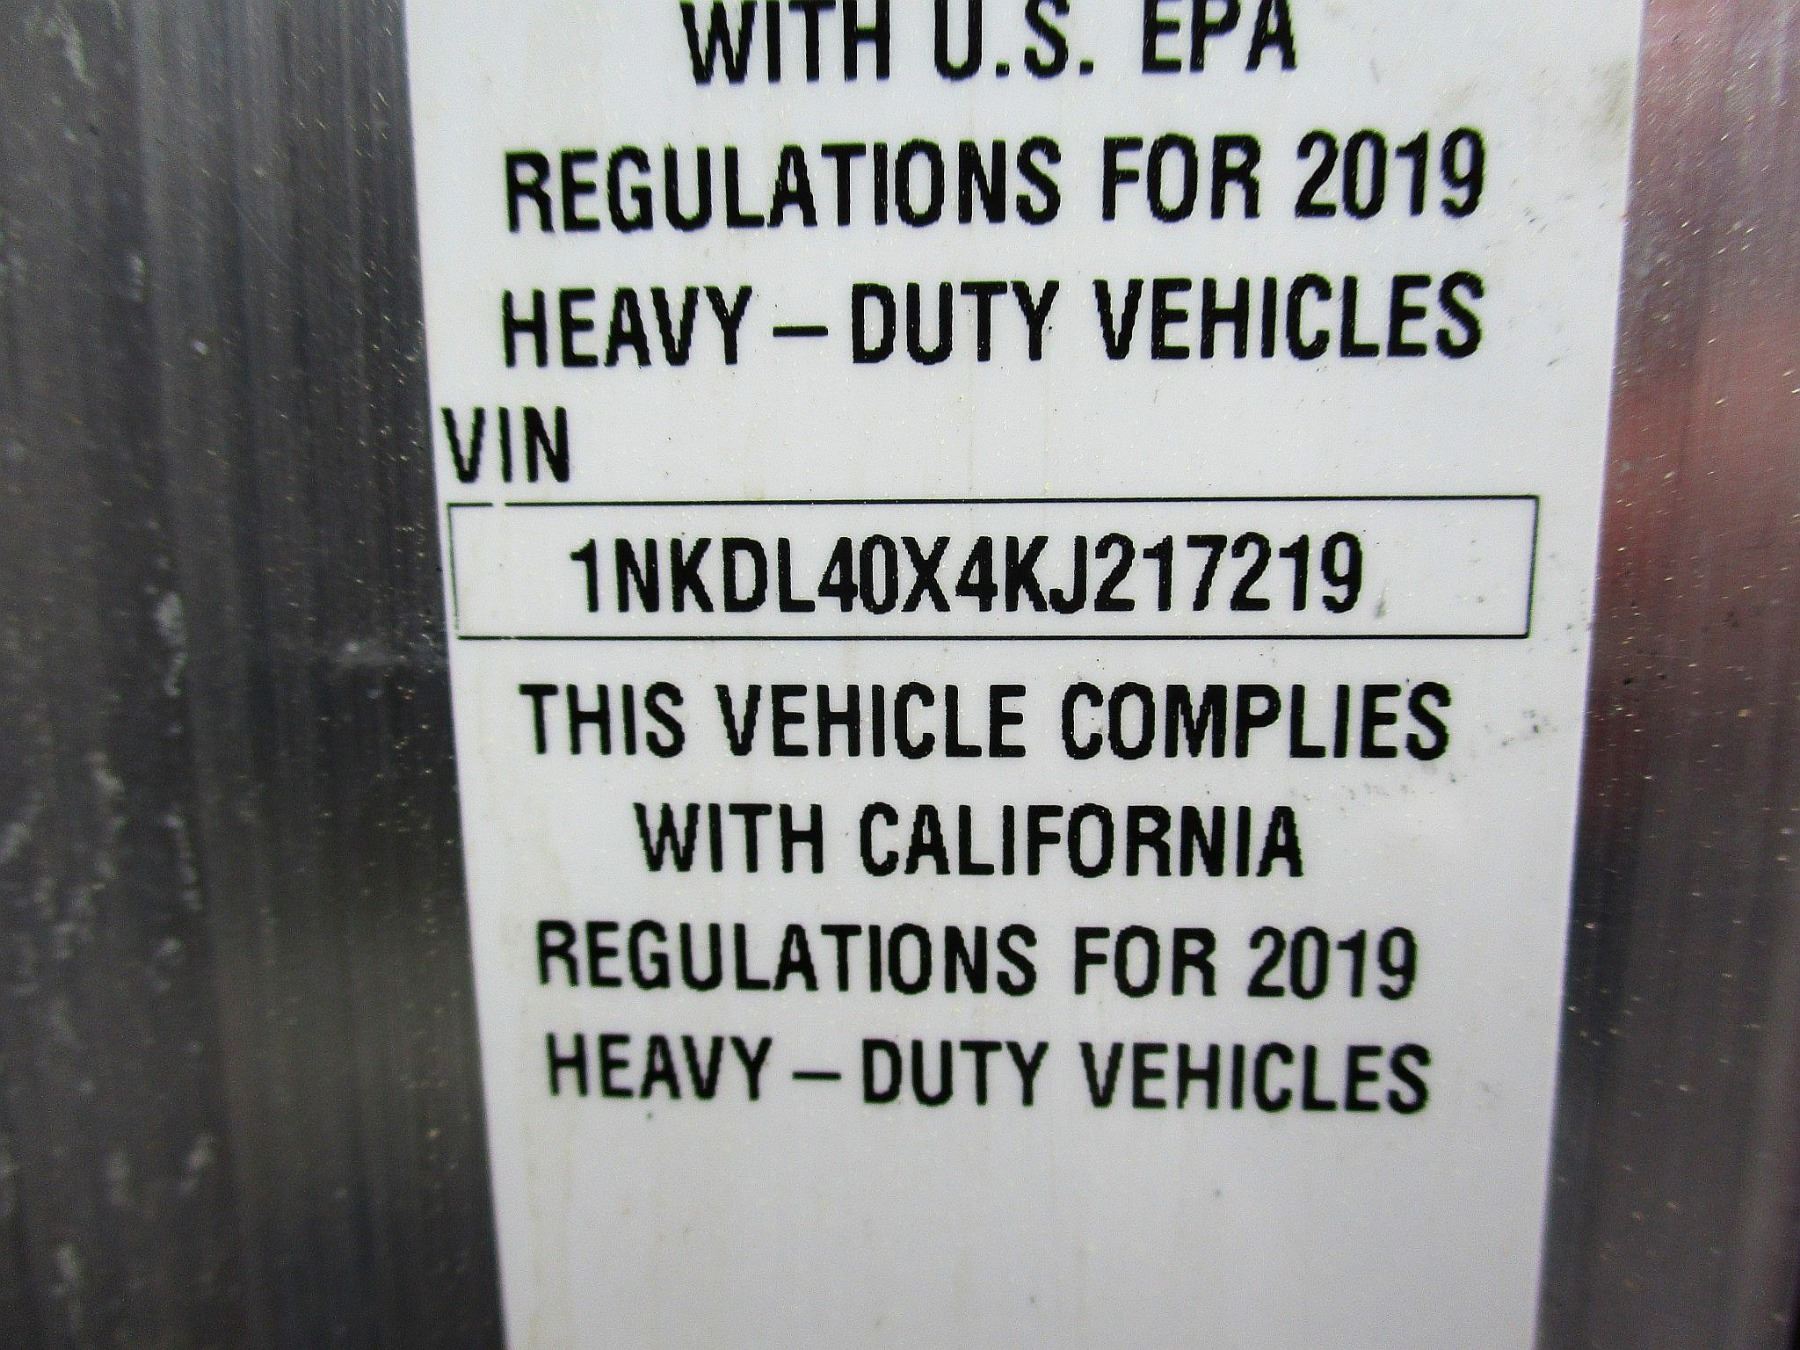 WITH U.S. EPA
REGULATIONS FOR 2019
HEAVY – DUTY VEHICLES
VIN
1NKDL40X4KJ217219
THIS VEHICLE COMPLIES
WITH CALIFORNIA
REGULATIONS FOR 2019
HEAVY – DUTY VEHICLES